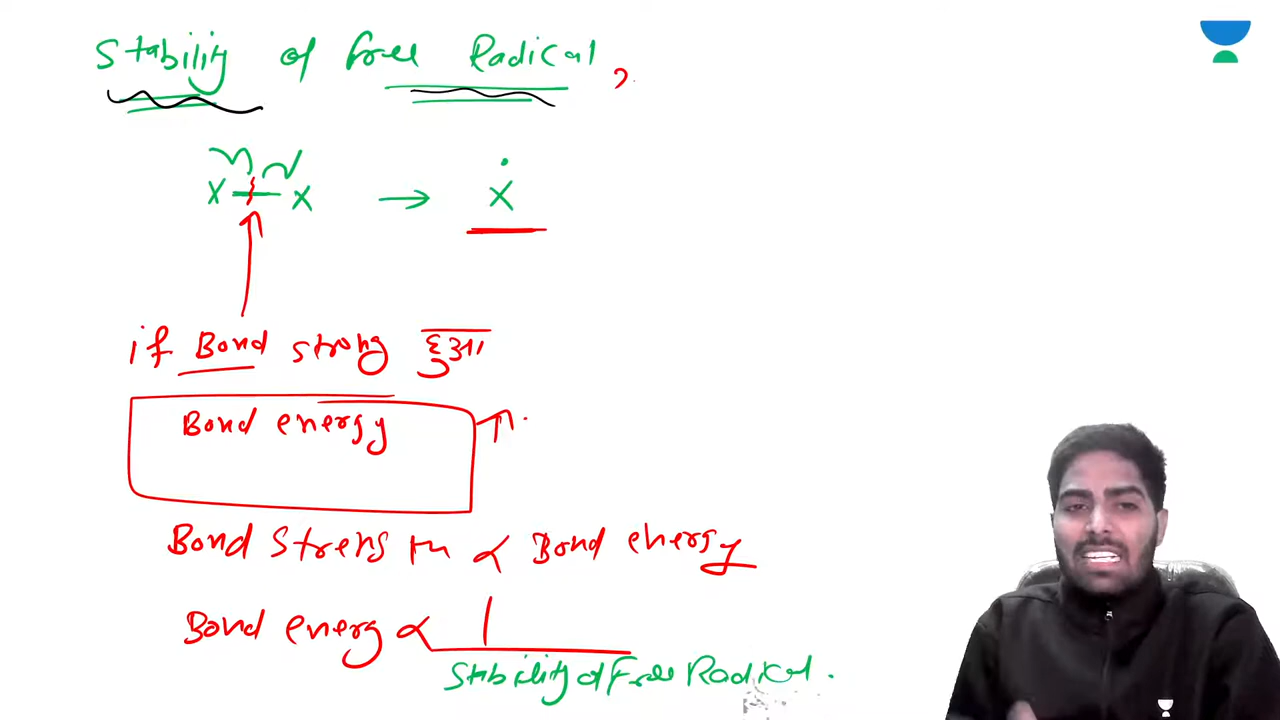 Stability of free Radical,
X — X → Ẋ
if Bond strong है
Bond energy ↑
Bond Strength ∝ Bond energy
Bond energy ∝ 1
Stability of Free Radical.